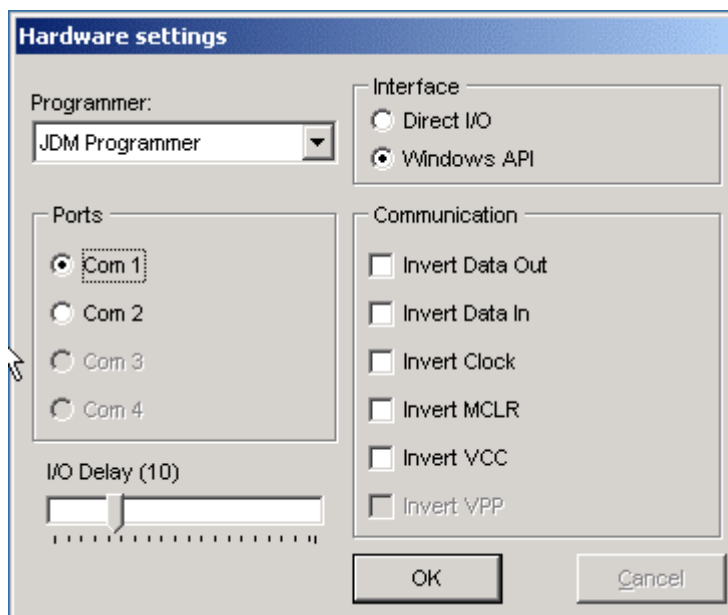 Hardware settings
Programmer:
JDM Programmer
Interface
Direct I/O
Windows API
Ports
Com 1
Com 2
Com 3
Com 4
Communication
Invert Data Out
Invert Data In
Invert Clock
Invert MCLR
Invert VCC
Invert VPP
I/O Delay (10)
OK
Cancel